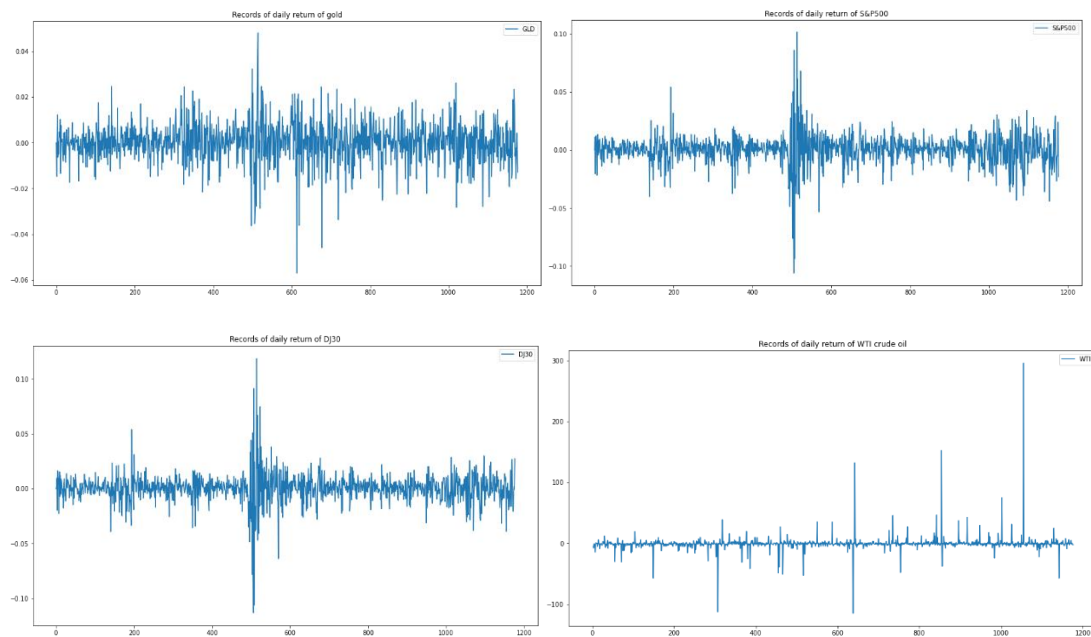 Records of daily return of gold
GLD
0.04
0.02
0.00
−0.02
−0.04
−0.06
0 200 400 600 800 1000 1200
Records of daily return of S&P500
S&P500
0.10
0.05
0.00
−0.05
−0.10
0 200 400 600 800 1000 1200
Records of daily return of DJ30
DJ30
0.10
0.05
0.00
−0.05
−0.10
0 200 400 600 800 1000 1200
Records of daily return of WTI crude oil
WTI
300
200
100
0
−100
0 200 400 600 800 1000 1200